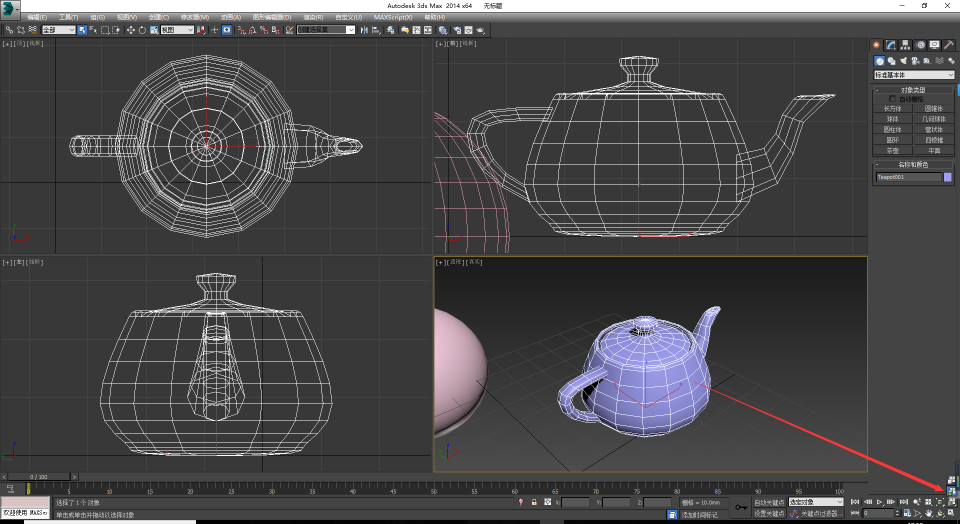 Autodesk 3ds Max 2014 x64 无标题
编辑(E) 工具(T) 组(G) 视图(V) 创建(C) 修改器(M) 动画(A) 图形编辑器(D) 渲染(R) 自定义(U) MAXScript(X) 帮助(H)
全部 视图 创建选择集
[+][顶][线框]
[+][前][线框]
[+][左][线框]
[+][透视][真实]
标准基本体
对象类型
自动栅格
长方体 圆锥体
球体 几何球体
圆柱体 管状体
圆环 四棱锥
茶壶 平面
名称和颜色
Teapot001
0 / 100
0 5 10 15 20 25 30 35 40 45 50 55 60 65 70 75 80 85 90 95 100
选择了 1 个 对象
X: Y: Z: 栅格 = 10.0mm
自动关键点 选定对象
欢迎使用 MAXScr
单击或单击并拖动以选择对象
添加时间标记
设置关键点 关键点过滤器...
0